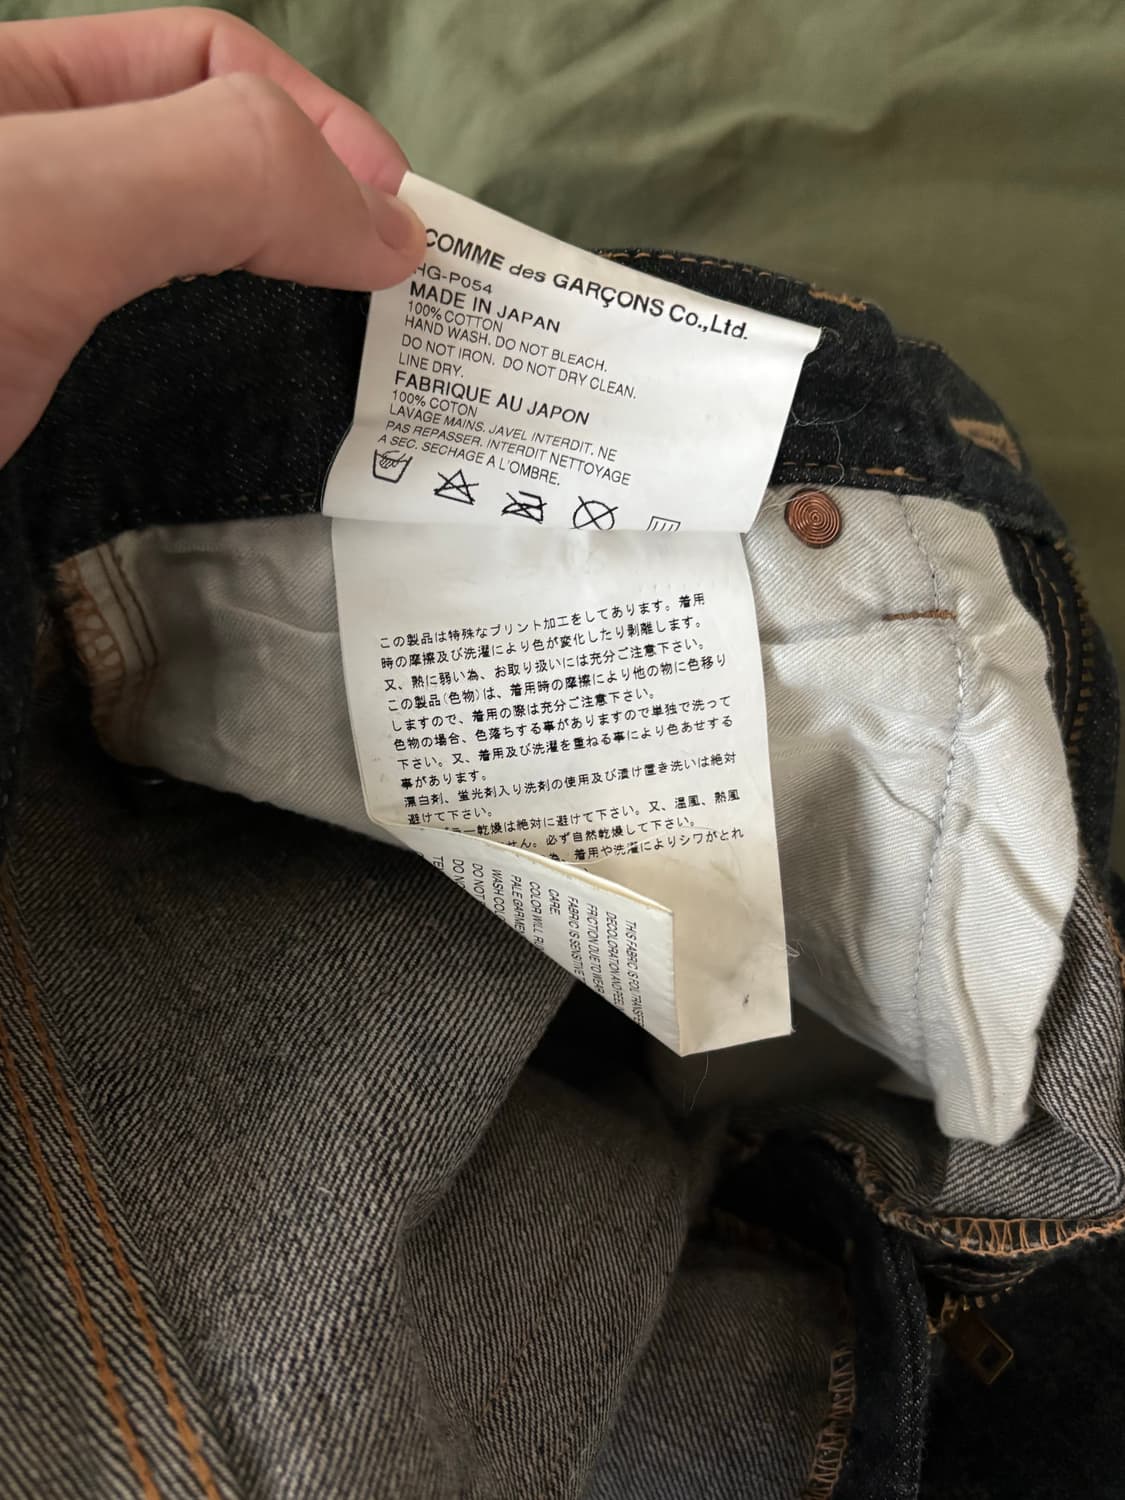 COMME des GARÇONS Co.,Ltd.
HG-P054
MADE IN JAPAN
100% COTTON
HAND WASH. DO NOT BLEACH.
DO NOT IRON. DO NOT DRY CLEAN.
LINE DRY.
FABRIQUE AU JAPON
100% COTON
LAVAGE MAINS. JAVEL INTERDIT. NE
PAS REPASSER. INTERDIT NETTOYAGE
A SEC. SECHAGE A L'OMBRE.
この製品は特殊なプリント加工をしてあります。着用
時の摩擦及び洗濯により色が変化したり剥離します。
又、熱に弱い為、お取り扱いには充分ご注意下さい。
この製品(色物)は、着用時の摩擦により他の物に色移り
しますので、着用の際は充分ご注意下さい。
色物の場合、色落ちする事がありますので単独で洗って
下さい。又、着用及び洗濯を重ねる事により色あせする
事があります。
漂白剤、蛍光剤入り洗剤の使用及び漬け置き洗いは絶対
避けて下さい。
ラー乾燥は絶対に避けて下さい。又、温風、熱風
せん。必ず自然乾燥して下さい。
為、着用や洗濯によりシワがとれ
THIS FABRIC IS FOIL
DECOLORATION AND
FRICTION DUE TO WEAR
FABRIC IS SENSITIVE
CARE.
COLOR WILL
PALE GARMEN
WASH COL
DO NOT
DO